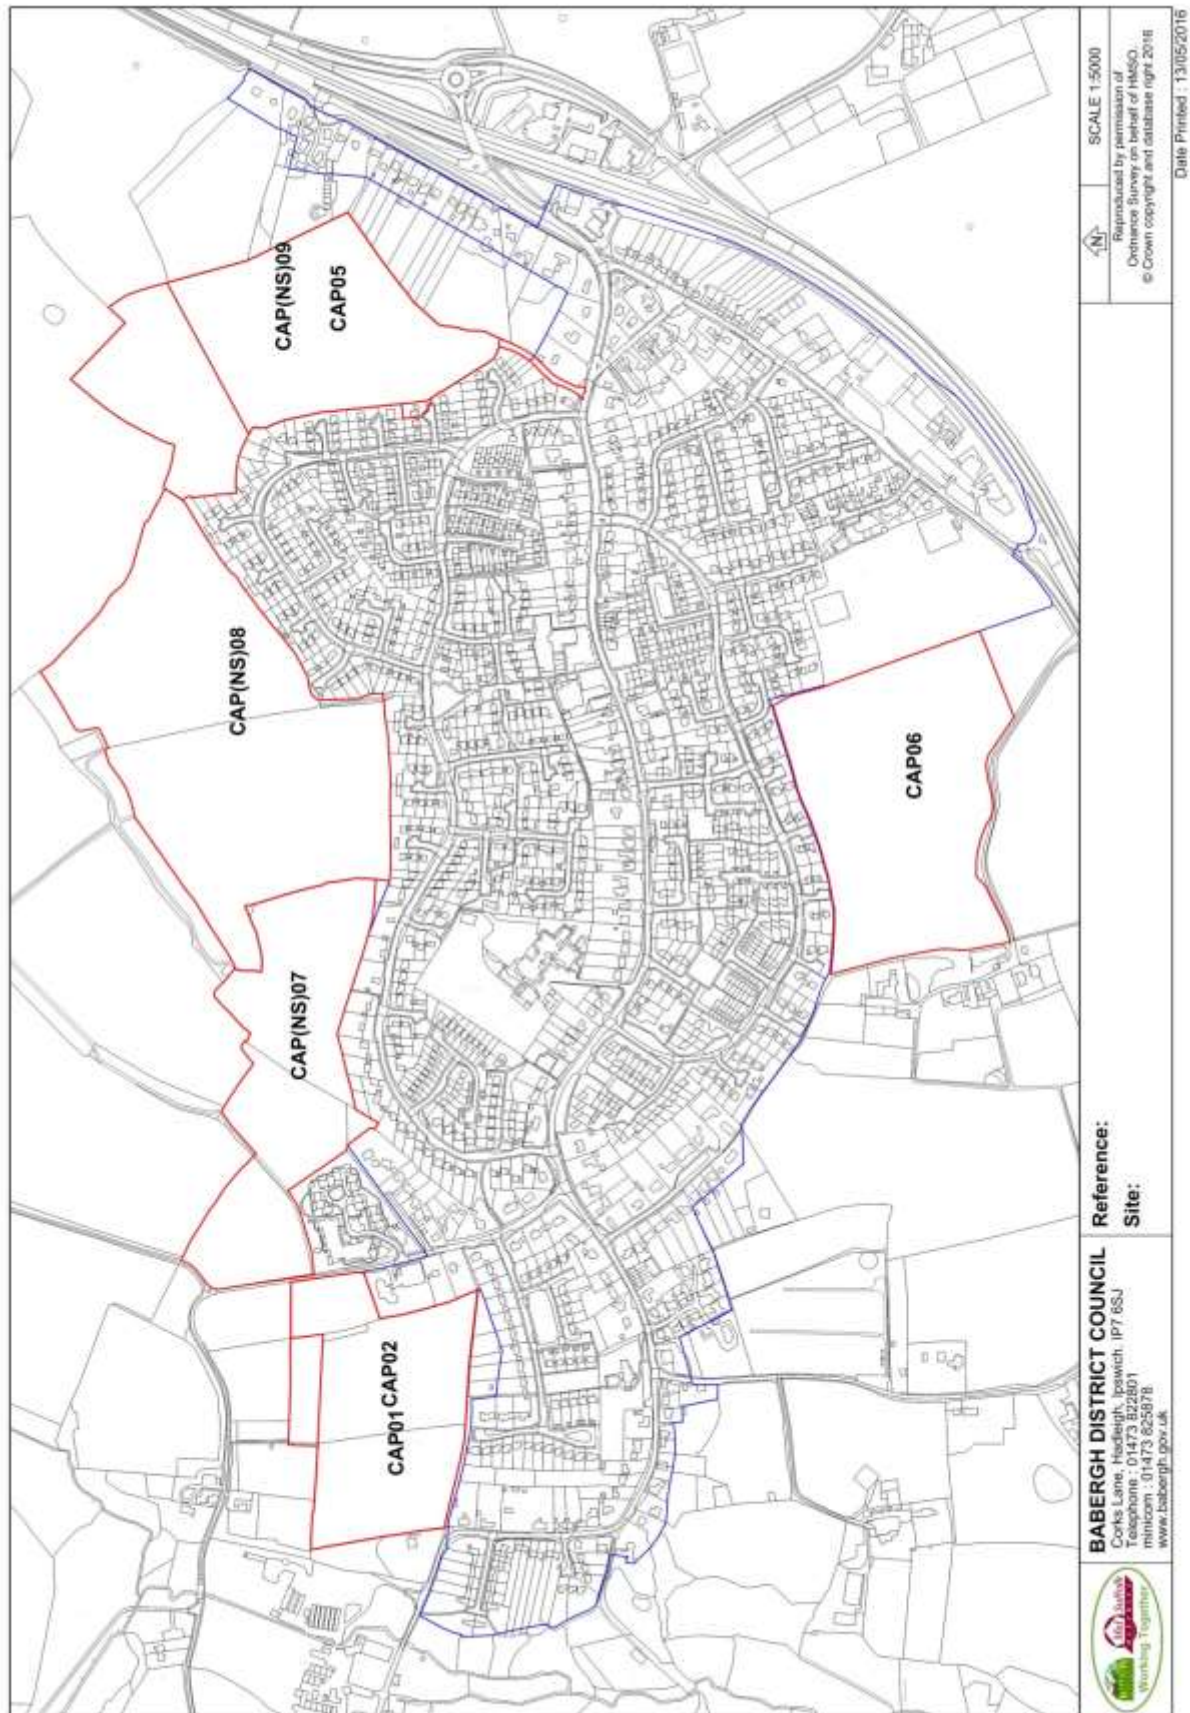 CAP(NS)09
CAP05
CAP(NS)08
CAP(NS)07
CAP02
CAP01
CAP06
BABERGH DISTRICT COUNCIL
Corks Lane, Hadleigh, Ipswich. IP7 6SJ
Telephone : 01473 822801
minicom : 01473 825878
www.babergh.gov.uk
Reference:
Site:
N
SCALE 1:5000
Reproduced by permission of
Ordnance Survey on behalf of HMSO.
© Crown copyright and database right 2016
Date Printed : 13/05/2016
Working Together